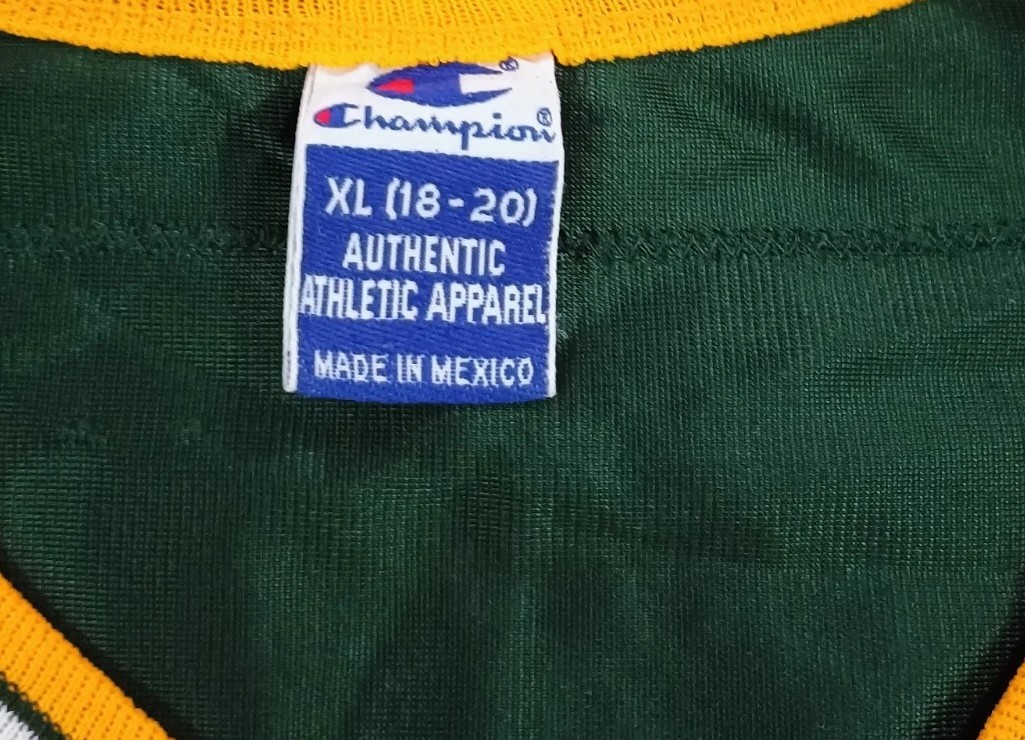 ®
Champion®
XL (18-20)
AUTHENTIC
ATHLETIC APPAREL
MADE IN MEXICO